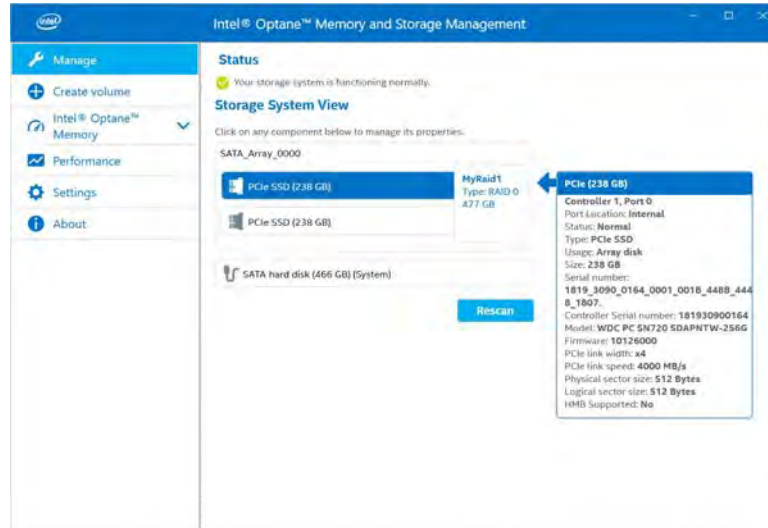 intel
Intel® Optane™ Memory and Storage Management
Manage
Create volume
Intel® Optane™
Memory
Performance
Settings
About
Status
Your storage system is functioning normally.
Storage System View
Click on any component below to manage its properties.
SATA_Array_0000
PCIe SSD (238 GB)
MyRaid1
Type: RAID 0
477 GB
PCIe SSD (238 GB)
SATA hard disk (466 GB) (System)
Rescan
PCIe (238 GB)
Controller 1, Port 0
Port Location: Internal
Status: Normal
Type: PCIe SSD
Usage: Array disk
Size: 238 GB
Serial number:
1819_3090_0164_0001_001B_448B_444
8_1807.
Controller Serial number: 181930900164
Model: WDC PC SN720 SDAPNTW-256G
Firmware: 10126000
PCIe link width: x4
PCIe link speed: 4000 MB/s
Physical sector size: 512 Bytes
Logical sector size: 512 Bytes
HMB Supported: No